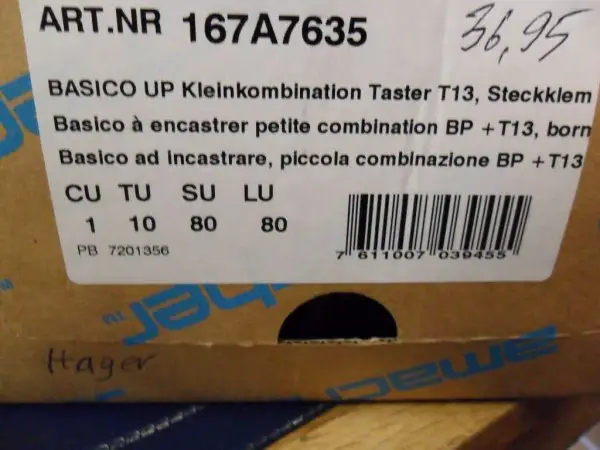 ART.NR 167A7635
36,95
BASICO UP Kleinkombination Taster T13, Steckklem
Basico à encastrer petite combination BP +T13, born
Basico ad incastrare, piccola combinazione BP +T13
CU TU SU LU
1 10 80 80
PB 7201356
7 611007 039455
Hager